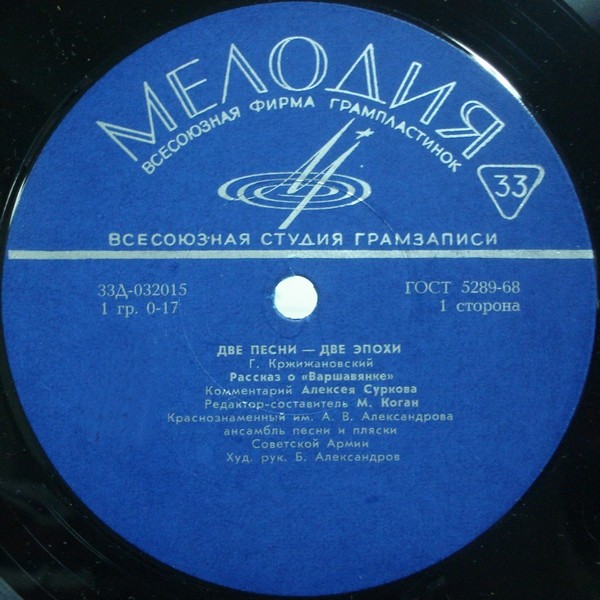 МЕЛОДИЯ
ВСЕСОЮЗНАЯ ФИРМА ГРАМПЛАСТИНОК
33
ВСЕСОЮЗНАЯ СТУДИЯ ГРАМЗАПИСИ
33Д-032015
1 гр. 0-17
ГОСТ 5289-68
1 сторона
ДВЕ ПЕСНИ — ДВЕ ЭПОХИ
Г. Кржижановский
Рассказ о «Варшавянке»
Комментарий Алексея Суркова
Редактор-составитель М. Коган
Краснознаменный им. А. В. Александрова
ансамбль песни и пляски
Советской Армии
Худ. рук. Б. Александров